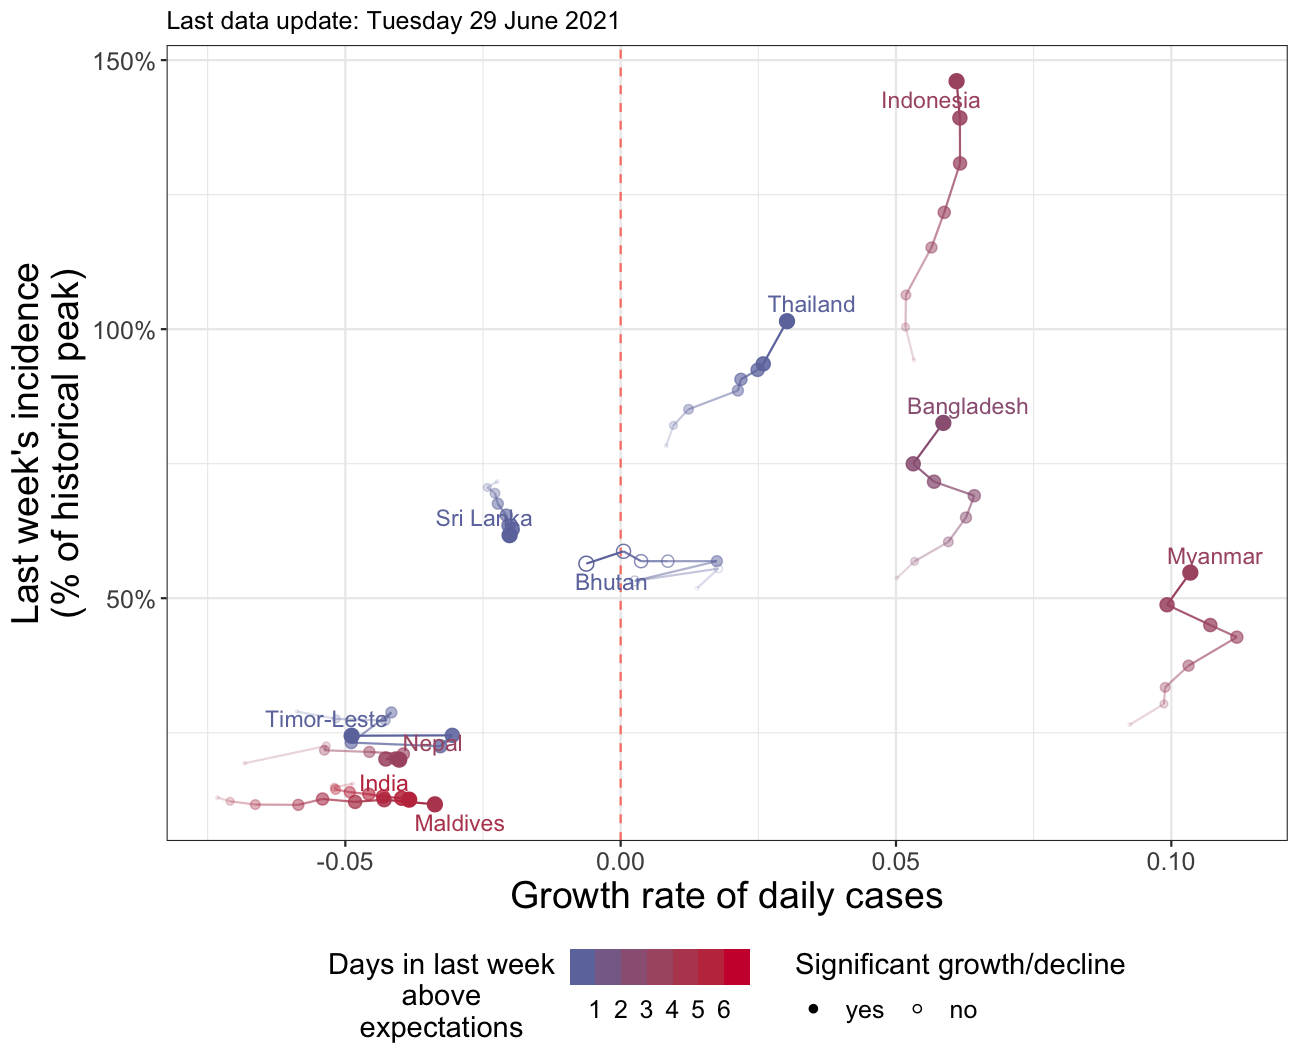 Last data update: Tuesday 29 June 2021
150%
Indonesia
Thailand
100%
Bangladesh
Sri Lanka
Myanmar
Bhutan
50%
Timor-Leste
Nepal
India
Maldives
Last week's incidence
(% of historical peak)
-0.05
0.00
0.05
0.10
Growth rate of daily cases
Days in last week
above
expectations
1 2 3 4 5 6
Significant growth/decline
yes
no